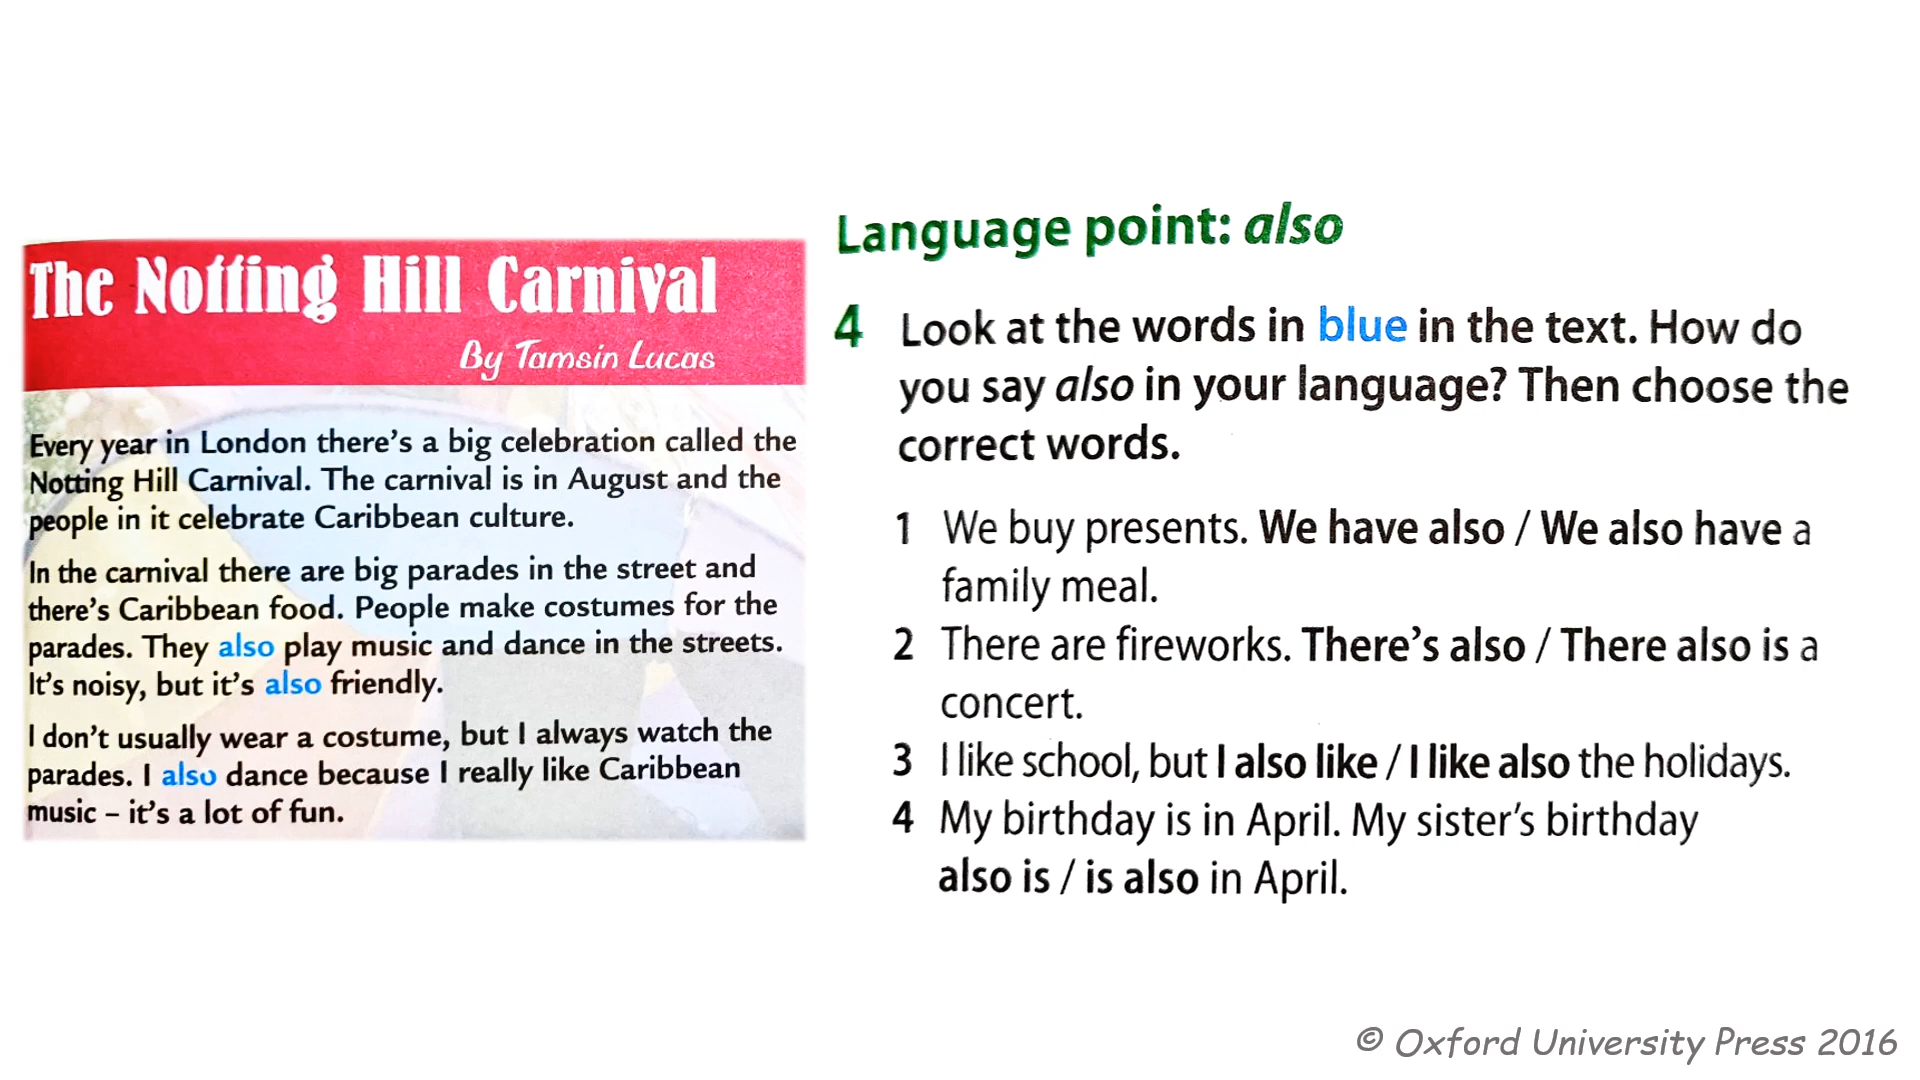 The Notting Hill Carnival
By Tamsin Lucas
Every year in London there's a big celebration called the
Notting Hill Carnival. The carnival is in August and the
people in it celebrate Caribbean culture.
In the carnival there are big parades in the street and
there's Caribbean food. People make costumes for the
parades. They also play music and dance in the streets.
It's noisy, but it's also friendly.
I don't usually wear a costume, but I always watch the
parades. I also dance because I really like Caribbean
music – it's a lot of fun.
Language point: also
4 Look at the words in blue in the text. How do
you say also in your language? Then choose the
correct words.
1 We buy presents. We have also / We also have a
family meal.
2 There are fireworks. There's also / There also is a
concert.
3 I like school, but I also like / I like also the holidays.
4 My birthday is in April. My sister's birthday
also is / is also in April.
© Oxford University Press 2016